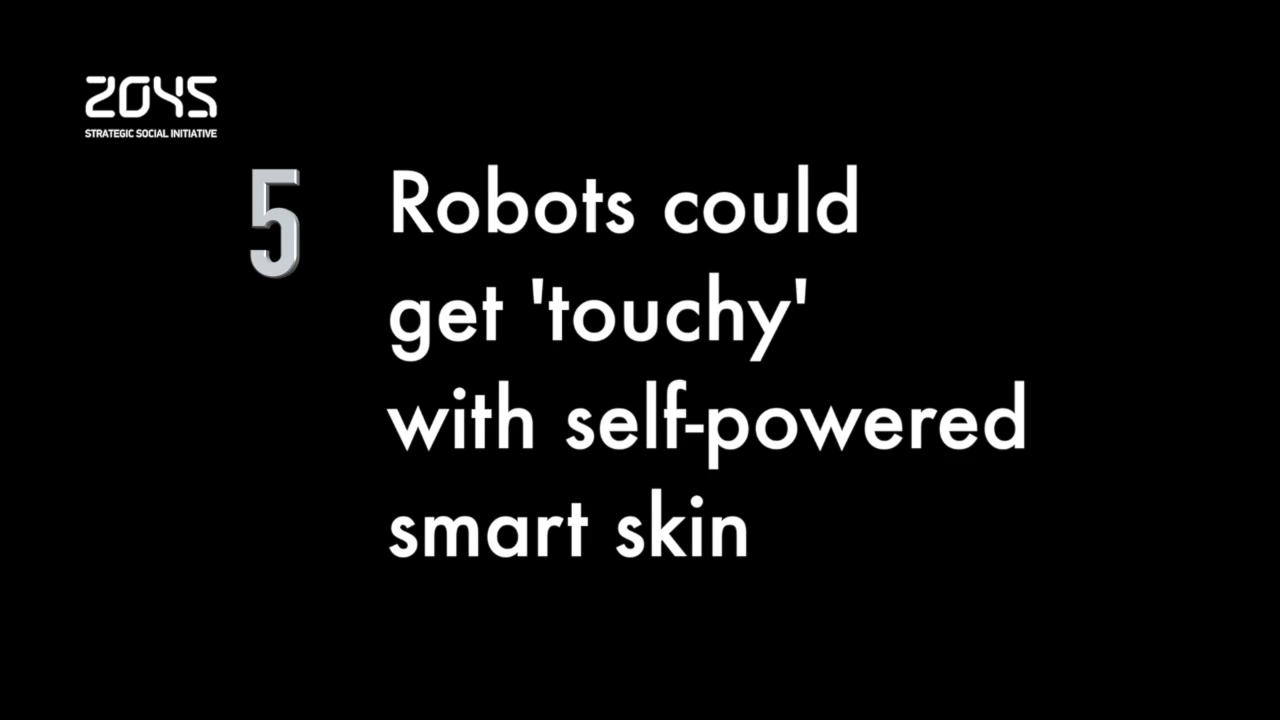 2045
STRATEGIC SOCIAL INITIATIVE
5
Robots could
get 'touchy'
with self-powered
smart skin